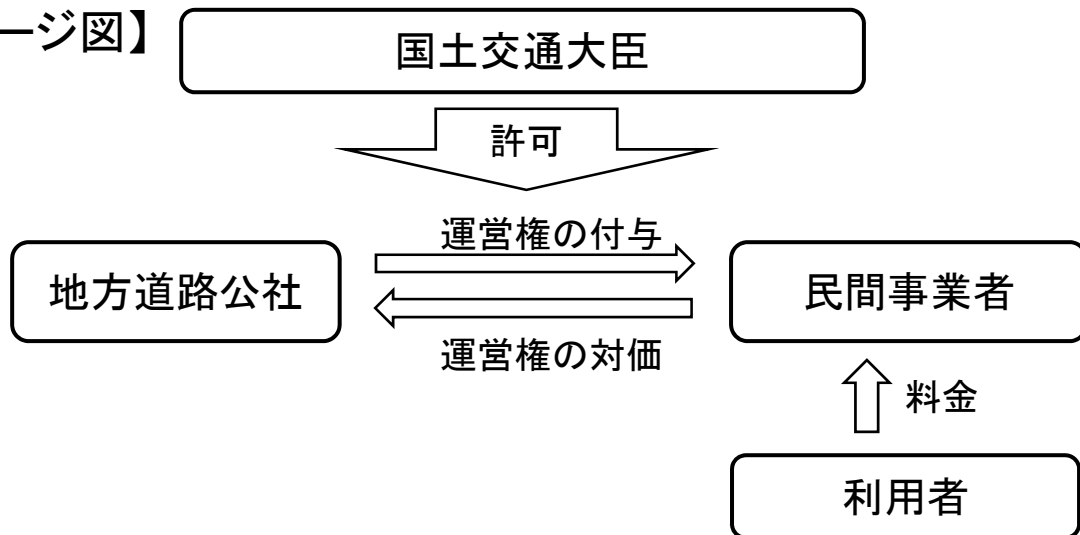 ージ図】
国土交通大臣
許可
運営権の付与
地方道路公社
民間事業者
運営権の対価
料金
利用者